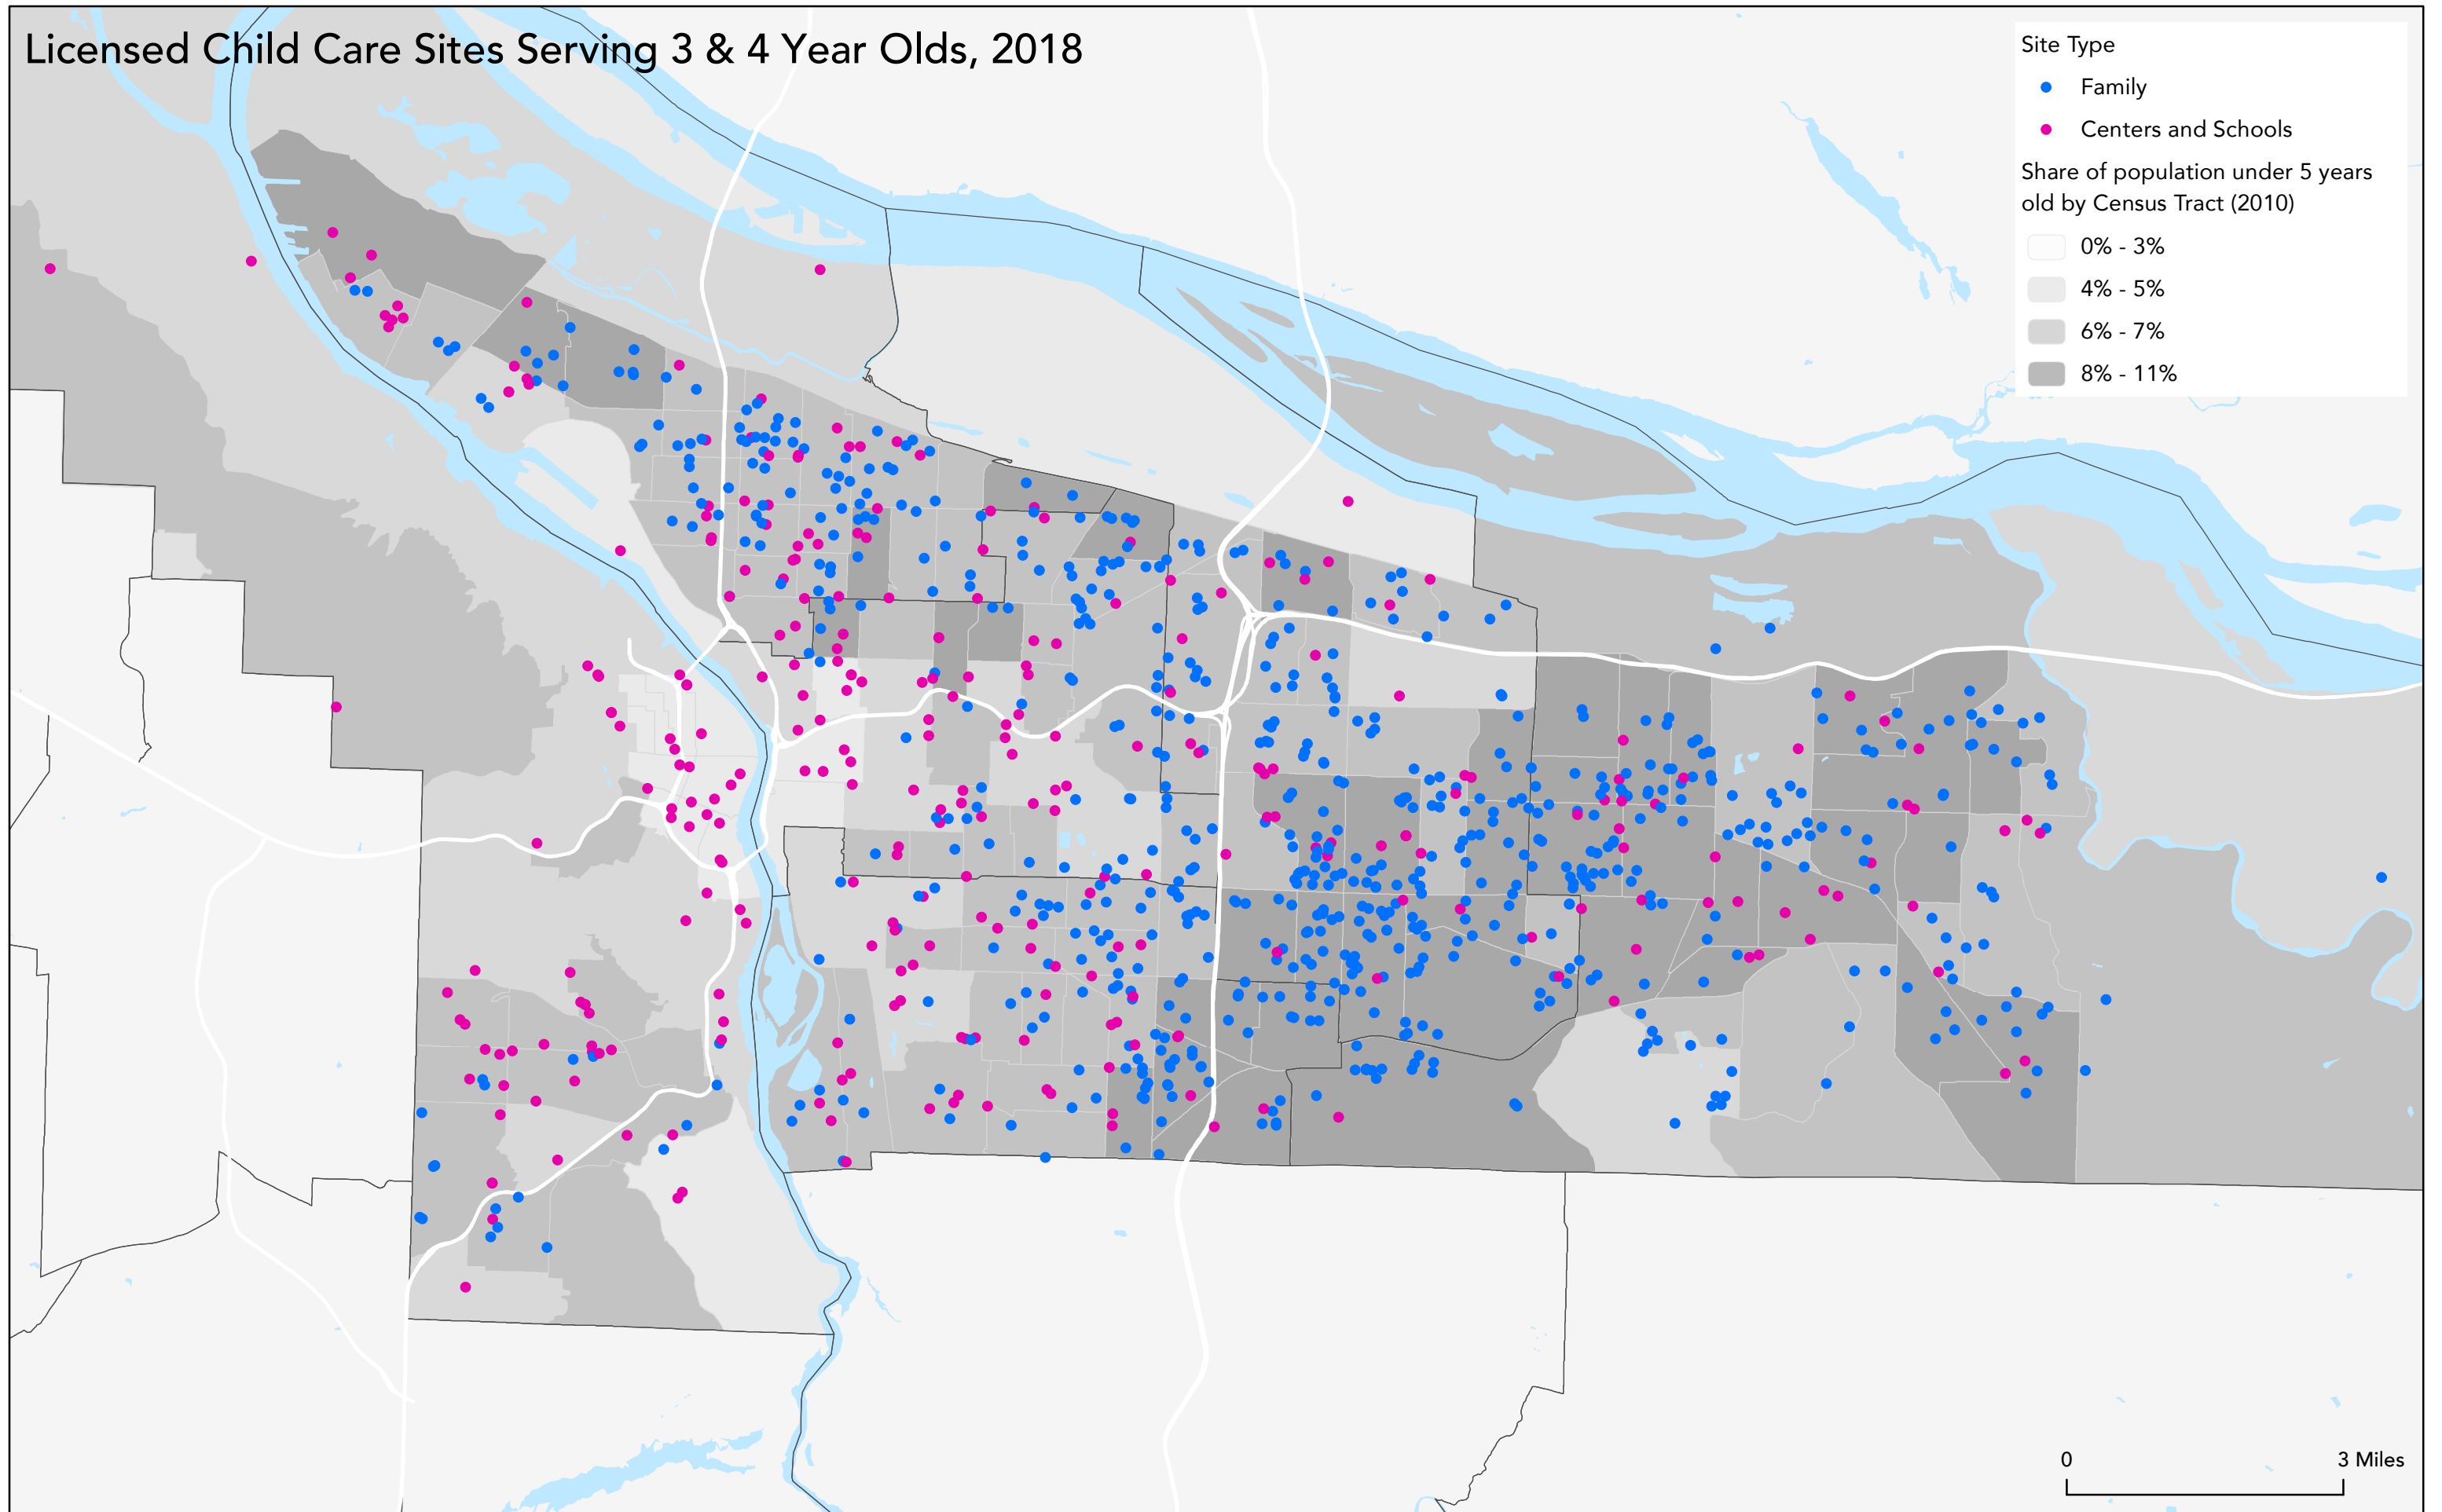 Licensed Child Care Sites Serving 3 & 4 Year Olds, 2018
Site Type
Family
Centers and Schools
Share of population under 5 years
old by Census Tract (2010)
0% - 3%
4% - 5%
6% - 7%
8% - 11%
0 3 Miles